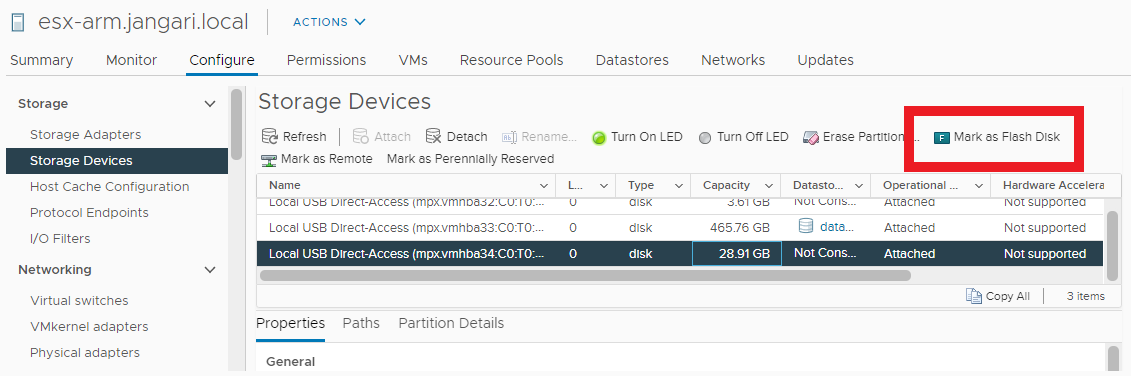 esx-arm.jangari.local ACTIONS
Summary Monitor Configure Permissions VMs Resource Pools Datastores Networks Updates
Storage
Storage Adapters
Storage Devices
Host Cache Configuration
Protocol Endpoints
I/O Filters
Networking
Virtual switches
VMkernel adapters
Physical adapters
Storage Devices
Refresh Attach Detach Rename... Turn On LED Turn Off LED Erase Partition... F Mark as Flash Disk
Mark as Remote Mark as Perennially Reserved
Name L... Type Capacity Datasto... Operational ... Hardware Accelera
Local USB Direct-Access (mpx.vmhba32:C0:T0:... 0 disk 3.61 GB Not Cons... Attached Not supported
Local USB Direct-Access (mpx.vmhba33:C0:T0:... 0 disk 465.76 GB data... Attached Not supported
Local USB Direct-Access (mpx.vmhba34:C0:T0:... 0 disk 28.91 GB Not Cons... Attached Not supported
Copy All 3 items
Properties Paths Partition Details
General